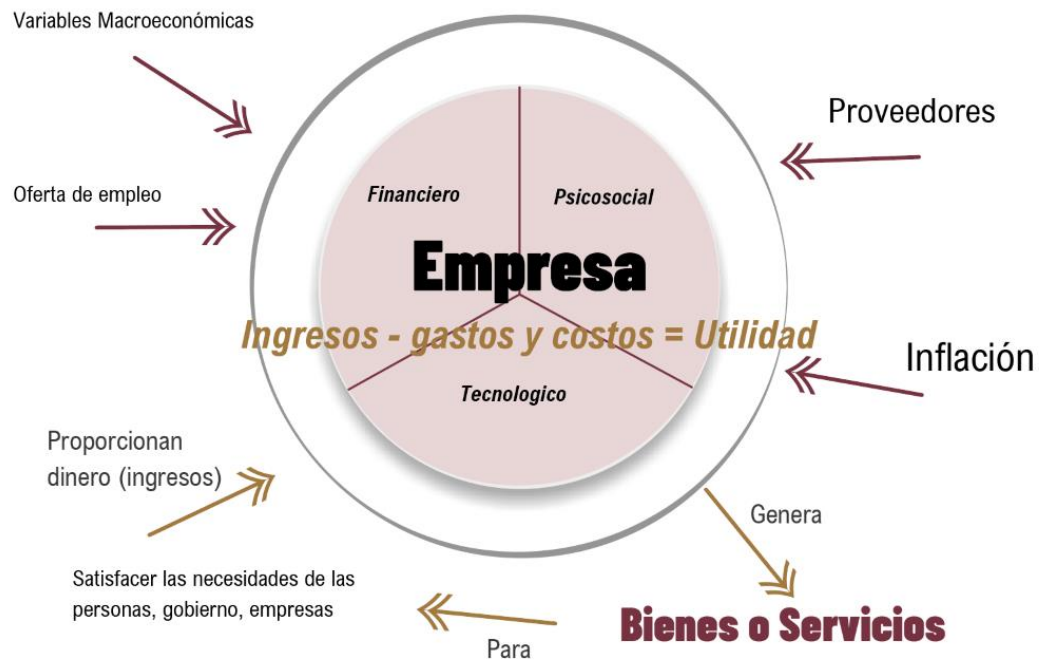 Variables Macroeconómicas
Proveedores
Oferta de empleo
Financiero
Psicosocial
Empresa
Ingresos - gastos y costos = Utilidad
Inflación
Tecnologico
Proporcionan
dinero (ingresos)
Genera
Satisfacer las necesidades de las
personas, gobierno, empresas
Bienes o Servicios
Para